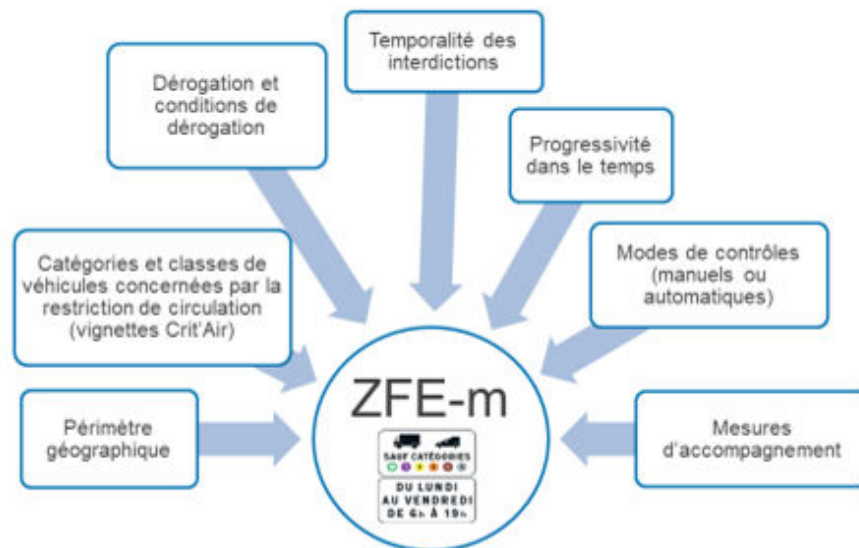 Temporalité des
interdictions
Dérogation et
conditions de
dérogation
Progressivité
dans le temps
Catégories et classes de
véhicules concernées par la
restriction de circulation
(vignettes Crit'Air)
Modes de contrôles
(manuels ou
automatiques)
Périmètre
géographique
ZFE-m
SAUF CATÉGORIES
DU LUNDI
AU VENDREDI
DE 6h À 19h
Mesures
d'accompagnement